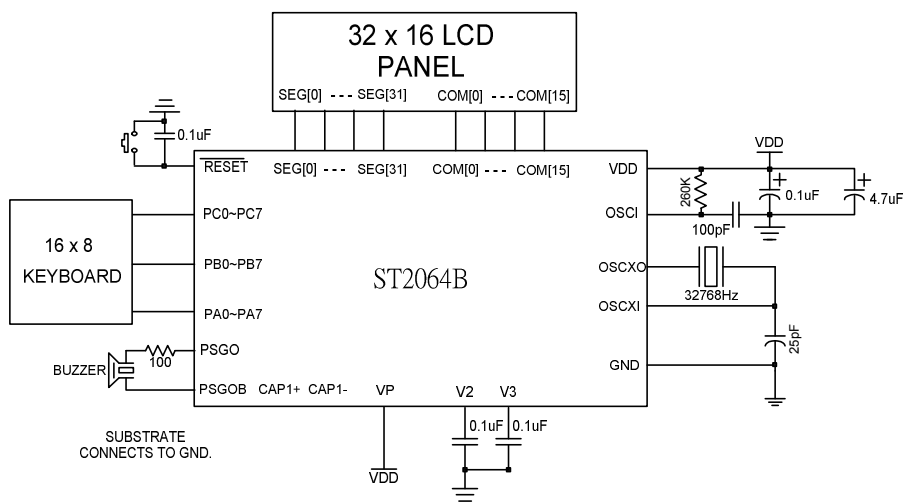 32 x 16 LCD
PANEL
SEG[0] --- SEG[31] COM[0] --- COM[15]
0.1uF
RESET
SEG[0] --- SEG[31] COM[0] --- COM[15]
VDD
VDD
260K
0.1uF
4.7uF
OSCI
100pF
16 x 8
KEYBOARD
PC0~PC7
PB0~PB7
PA0~PA7
ST2064B
OSCXO
32768Hz
OSCXI
25pF
GND
PSGO
100
BUZZER
PSGOB
CAP1+ CAP1- VP V2 V3
0.1uF 0.1uF
SUBSTRATE
CONNECTS TO GND.
VDD